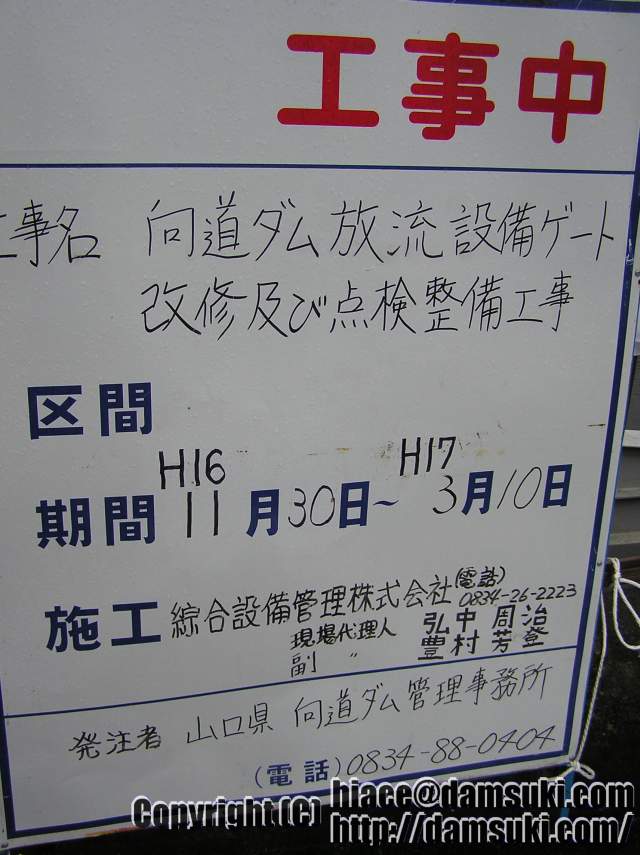 工事中
工事名 向道ダム放流設備ゲート
改修及び点検整備工事
区間
H16 H17
期間 11月30日~3月10日
施工 綜合設備管理株式会社(電話)0834-26-2223
現場代理人 弘中 周治
副 〃 豊村 芳登
発注者 山口県 向道ダム管理事務所
(電話)0834-88-0404
Copyright (C) hiace@damsuki.com
http://damsuki.com/